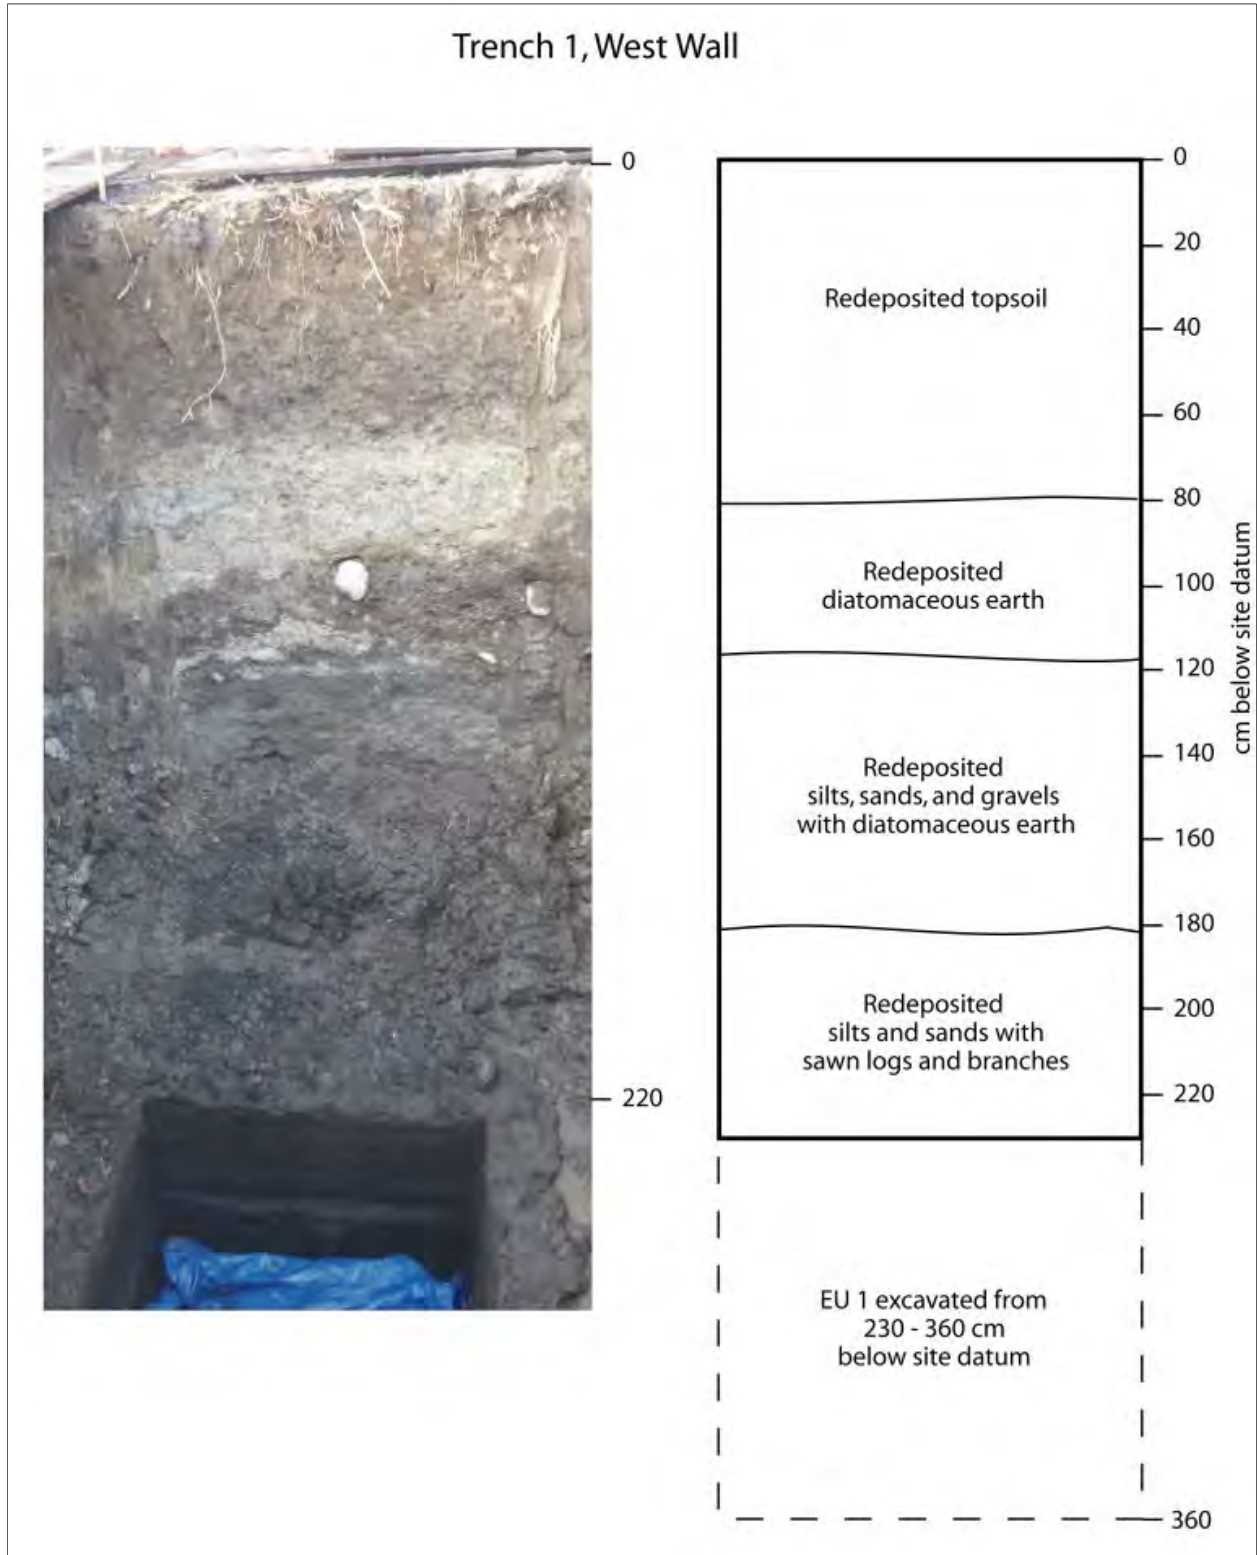 Trench 1, West Wall
0
220
0
20
40
60
80
100
120
140
160
180
200
220
360
cm below site datum
Redeposited topsoil
Redeposited
diatomaceous earth
Redeposited
silts, sands, and gravels
with diatomaceous earth
Redeposited
silts and sands with
sawn logs and branches
EU 1 excavated from
230 - 360 cm
below site datum